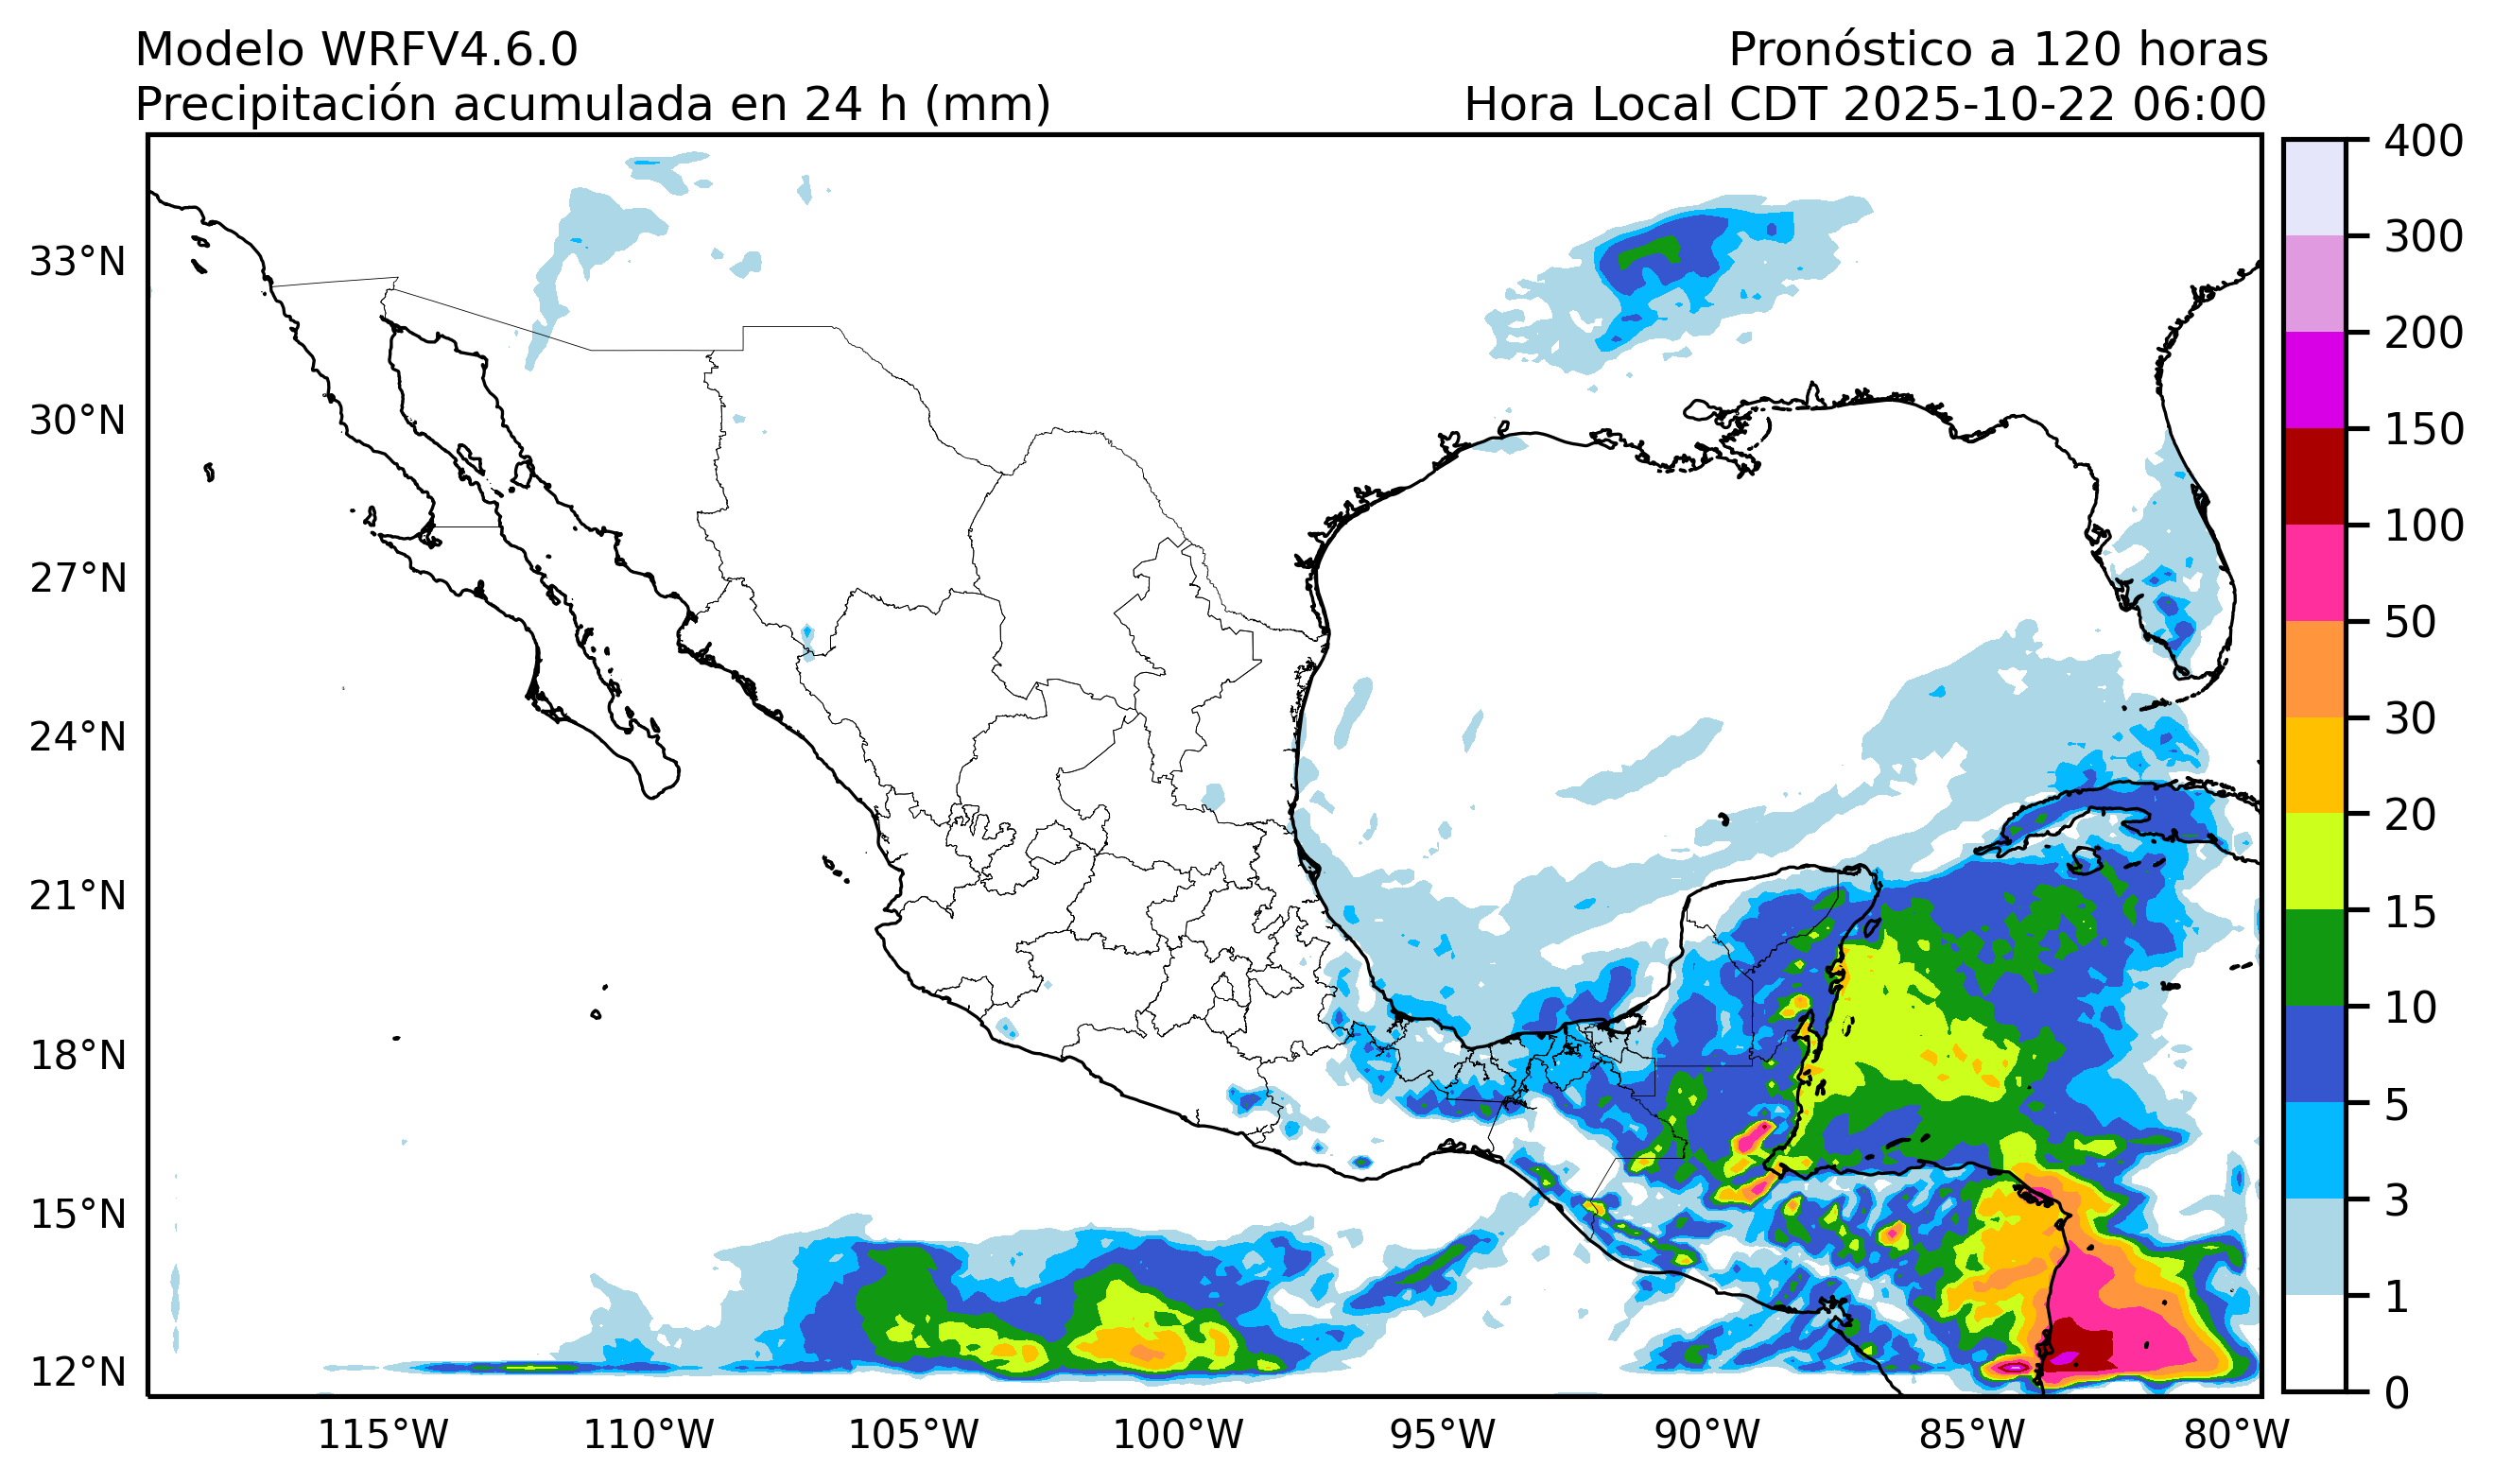 Modelo WRFV4.6.0
Pronóstico a 120 horas
Precipitación acumulada en 24 h (mm)
Hora Local CDT 2025-10-22 06:00
33°N
30°N
27°N
24°N
21°N
18°N
15°N
12°N
115°W
110°W
105°W
100°W
95°W
90°W
85°W
80°W
400
300
200
150
100
50
30
20
15
10
5
3
1
0